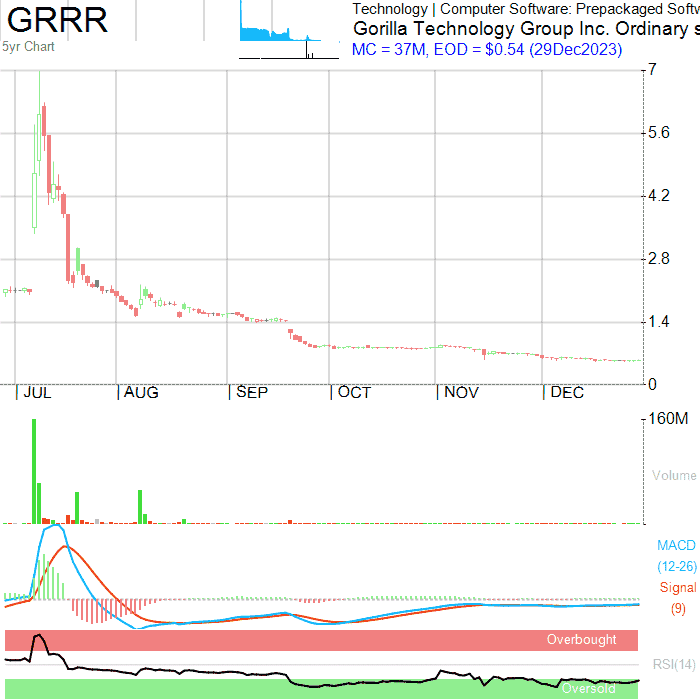 GRRR
5yr Chart
Technology | Computer Software: Prepackaged Softw
Gorilla Technology Group Inc. Ordinary s
MC = 37M, EOD = $0.54 (29Dec2023)
7
5.6
4.2
2.8
1.4
0
JUL AUG SEP OCT NOV DEC
160M
Volume
MACD
(12-26)
Signal
(9)
Overbought
RSI(14)
Oversold